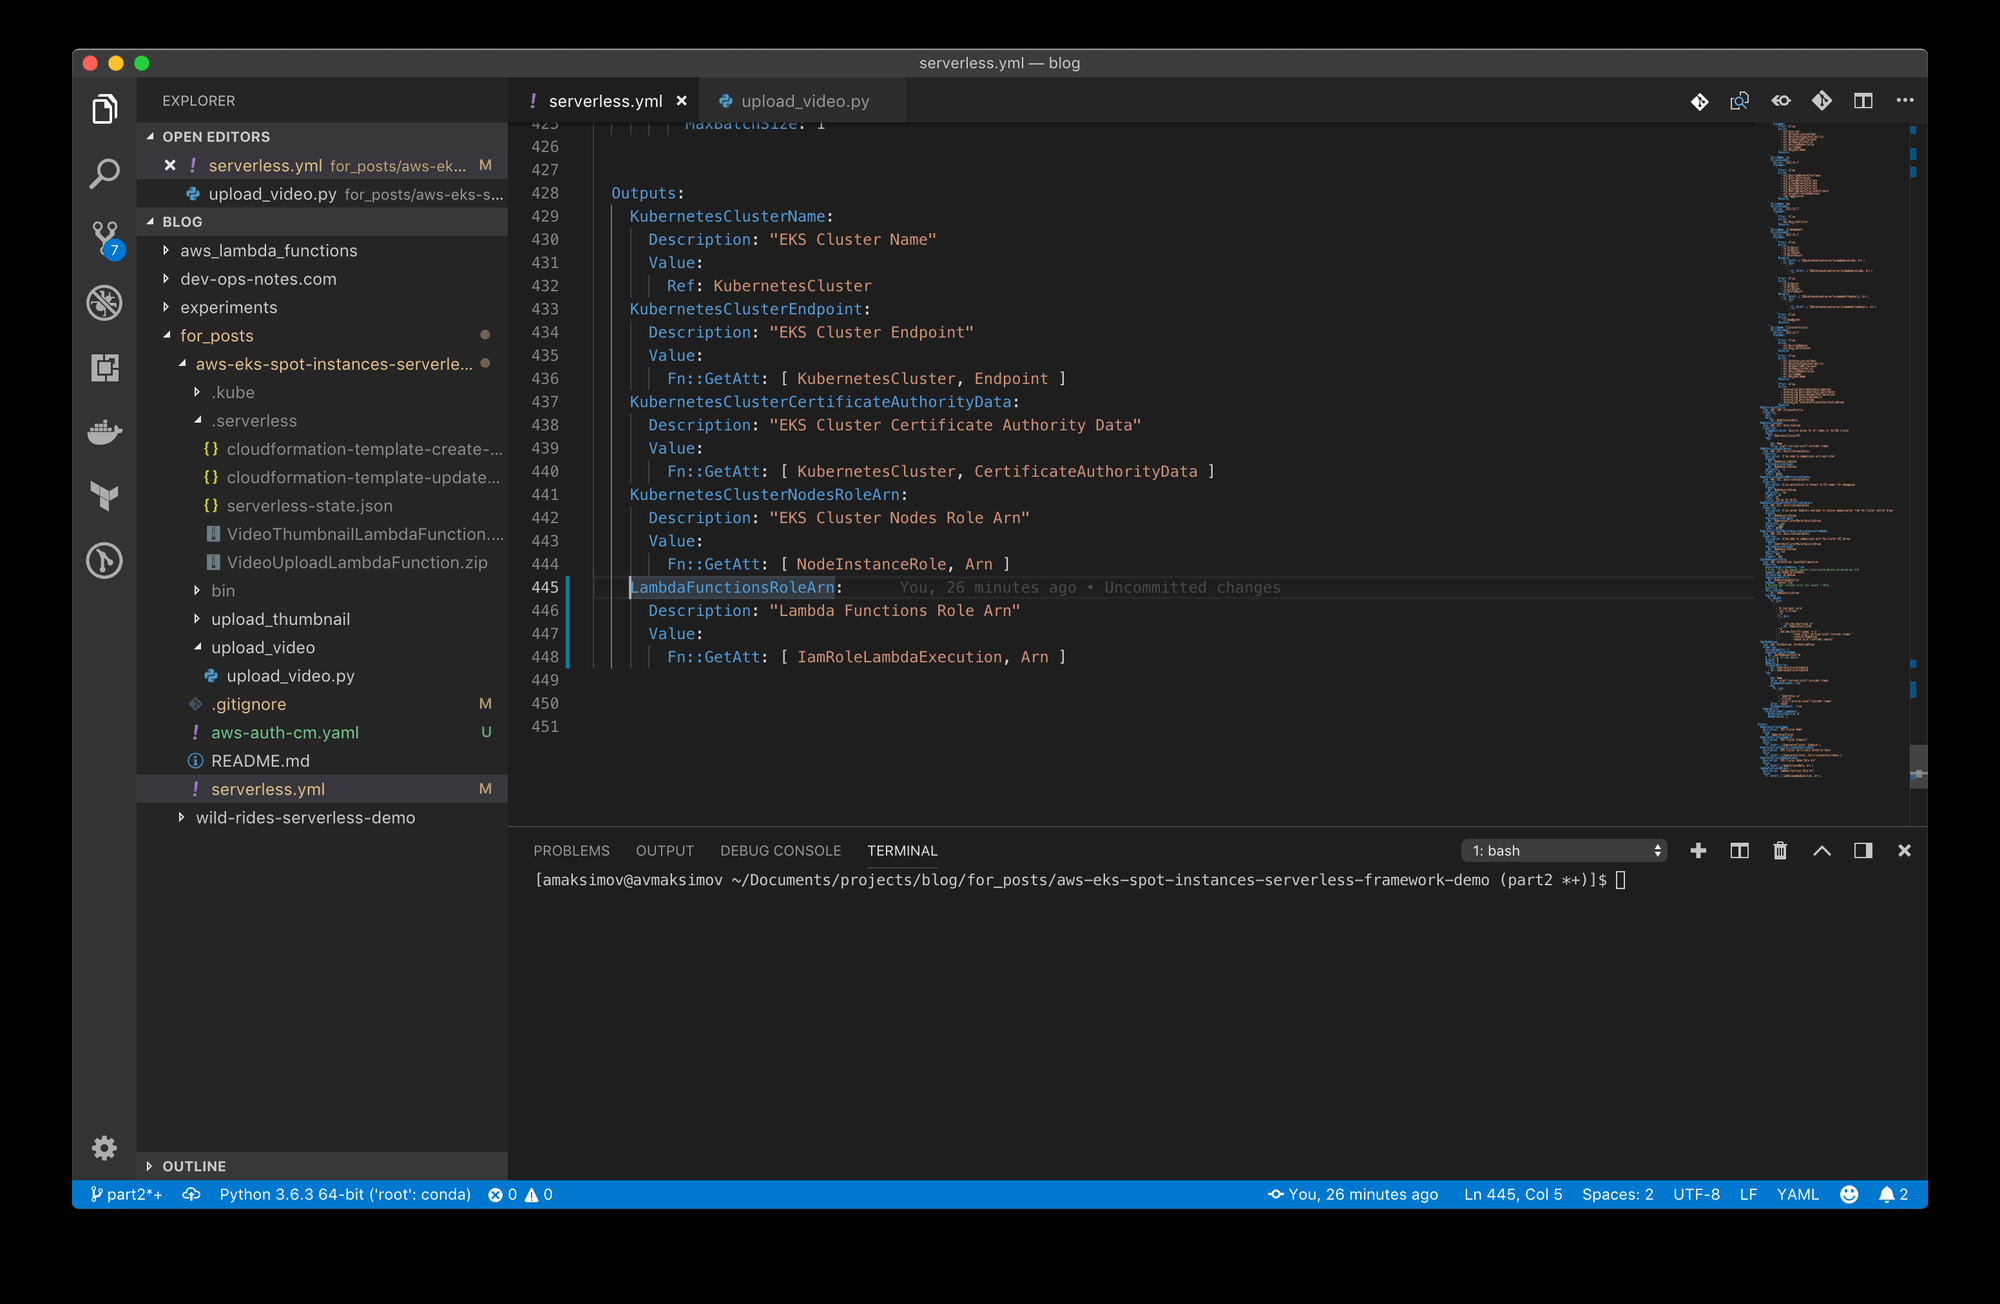 serverless.yml — blog
EXPLORER
OPEN EDITORS
! serverless.yml for_posts/aws-ek... M
upload_video.py for_posts/aws-eks-s...
BLOG
7
aws_lambda_functions
dev-ops-notes.com
experiments
for_posts
aws-eks-spot-instances-serverle...
.kube
.serverless
{} cloudformation-template-create-...
{} cloudformation-template-update...
{} serverless-state.json
VideoThumbnailLambdaFunction....
VideoUploadLambdaFunction.zip
bin
upload_thumbnail
upload_video
upload_video.py
.gitignore M
! aws-auth-cm.yaml U
README.md
! serverless.yml M
wild-rides-serverless-demo
OUTLINE
! serverless.yml
upload_video.py
425 MaxBatchSize: 1
426
427
428 Outputs:
429 KubernetesClusterName:
430 Description: "EKS Cluster Name"
431 Value:
432 Ref: KubernetesCluster
433 KubernetesClusterEndpoint:
434 Description: "EKS Cluster Endpoint"
435 Value:
436 Fn::GetAtt: [ KubernetesCluster, Endpoint ]
437 KubernetesClusterCertificateAuthorityData:
438 Description: "EKS Cluster Certificate Authority Data"
439 Value:
440 Fn::GetAtt: [ KubernetesCluster, CertificateAuthorityData ]
441 KubernetesClusterNodesRoleArn:
442 Description: "EKS Cluster Nodes Role Arn"
443 Value:
444 Fn::GetAtt: [ NodeInstanceRole, Arn ]
445 LambdaFunctionsRoleArn: You, 26 minutes ago • Uncommitted changes
446 Description: "Lambda Functions Role Arn"
447 Value:
448 Fn::GetAtt: [ IamRoleLambdaExecution, Arn ]
449
450
451
PROBLEMS OUTPUT DEBUG CONSOLE TERMINAL 1: bash
[amaksimov@avmaksimov ~/Documents/projects/blog/for_posts/aws-eks-spot-instances-serverless-framework-demo (part2 *+)]$
part2*+ Python 3.6.3 64-bit ('root': conda) 0 0 You, 26 minutes ago Ln 445, Col 5 Spaces: 2 UTF-8 LF YAML 2